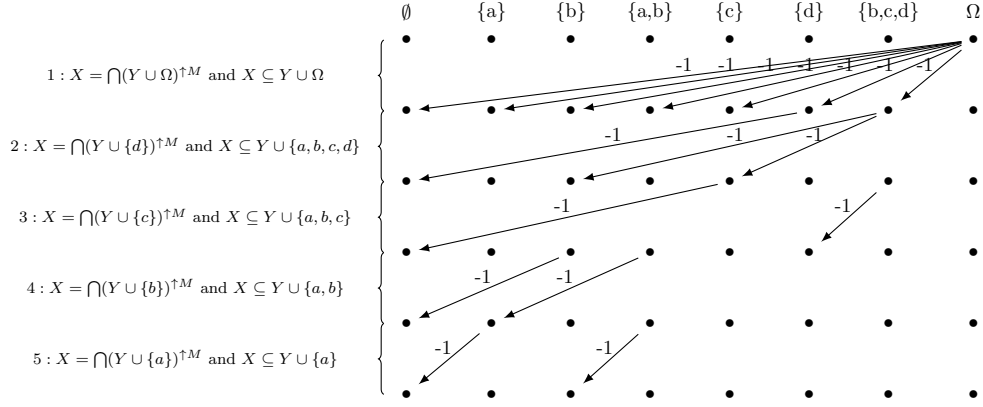 ∅ {a} {b} {a,b} {c} {d} {b,c,d} Ω
1 : X = ⋂(Y ∪ Ω)^{↑M} and X ⊆ Y ∪ Ω
-1 -1 -1 -1 -1 -1 -1
2 : X = ⋂(Y ∪ {d})^{↑M} and X ⊆ Y ∪ {a, b, c, d}
-1 -1 -1
3 : X = ⋂(Y ∪ {c})^{↑M} and X ⊆ Y ∪ {a, b, c}
-1 -1
4 : X = ⋂(Y ∪ {b})^{↑M} and X ⊆ Y ∪ {a, b}
-1 -1
5 : X = ⋂(Y ∪ {a})^{↑M} and X ⊆ Y ∪ {a}
-1 -1